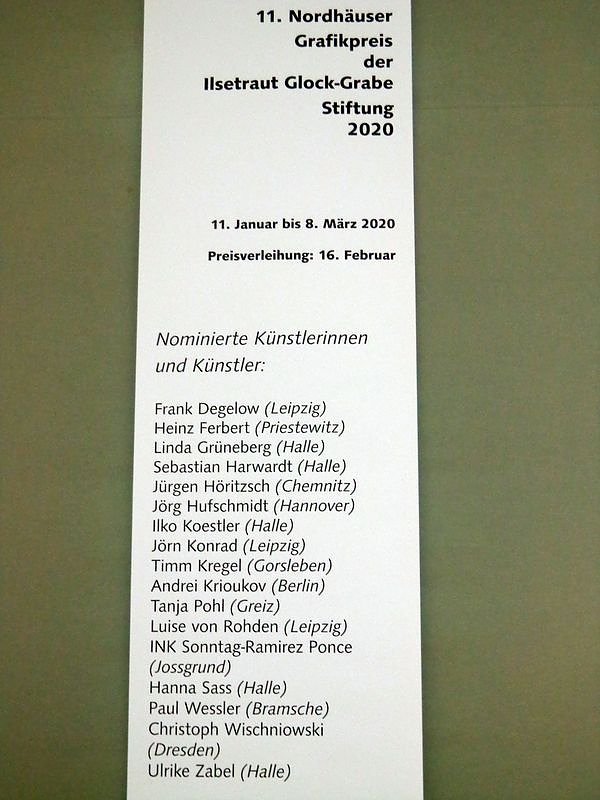 11. Nordhäuser
Grafikpreis
der
Ilsetraut Glock-Grabe
Stiftung
2020
11. Januar bis 8. März 2020
Preisverleihung: 16. Februar
Nominierte Künstlerinnen
und Künstler:
Frank Degelow (Leipzig)
Heinz Ferbert (Priestewitz)
Linda Grüneberg (Halle)
Sebastian Harwardt (Halle)
Jürgen Höritzsch (Chemnitz)
Jörg Hufschmidt (Hannover)
Ilko Koestler (Halle)
Jörn Konrad (Leipzig)
Timm Kregel (Gorsleben)
Andrei Krioukov (Berlin)
Tanja Pohl (Greiz)
Luise von Rohden (Leipzig)
INK Sonntag-Ramirez Ponce
(Jossgrund)
Hanna Sass (Halle)
Paul Wessler (Bramsche)
Christoph Wischniowski
(Dresden)
Ulrike Zabel (Halle)